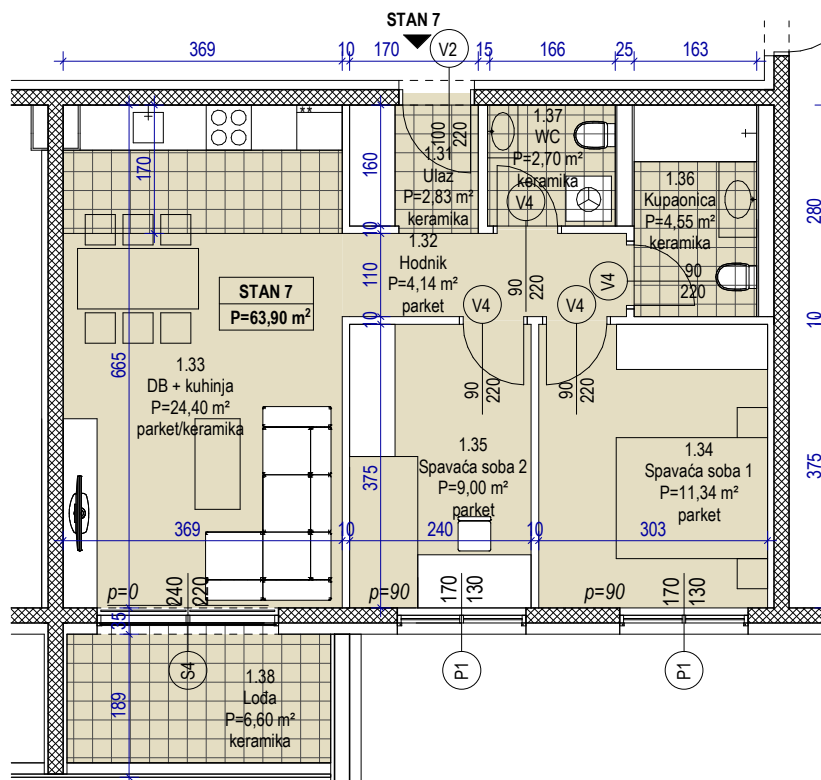 STAN 7
369
10
170
15
166
25
163
V2
**
170
160
100
220
1.31
Ulaz
P=2,83 m²
keramika
1.37
WC
P=2,70 m²
keramika
V4
1.36
Kupaonica
P=4,55 m²
keramika
280
10
1.32
Hodnik
P=4,14 m²
parket
110
10
90
220
V4
V4
V4
90
220
10
STAN 7
P=63,90 m²
665
1.33
DB + kuhinja
P=24,40 m²
parket/keramika
90
220
90
220
1.35
Spavaća soba 2
P=9,00 m²
parket
1.34
Spavaća soba 1
P=11,34 m²
parket
375
375
369
10
240
10
303
p=0
240
220
p=90
170
130
p=90
170
130
35
S4
P1
P1
189
1.38
Lođa
P=6,60 m²
keramika